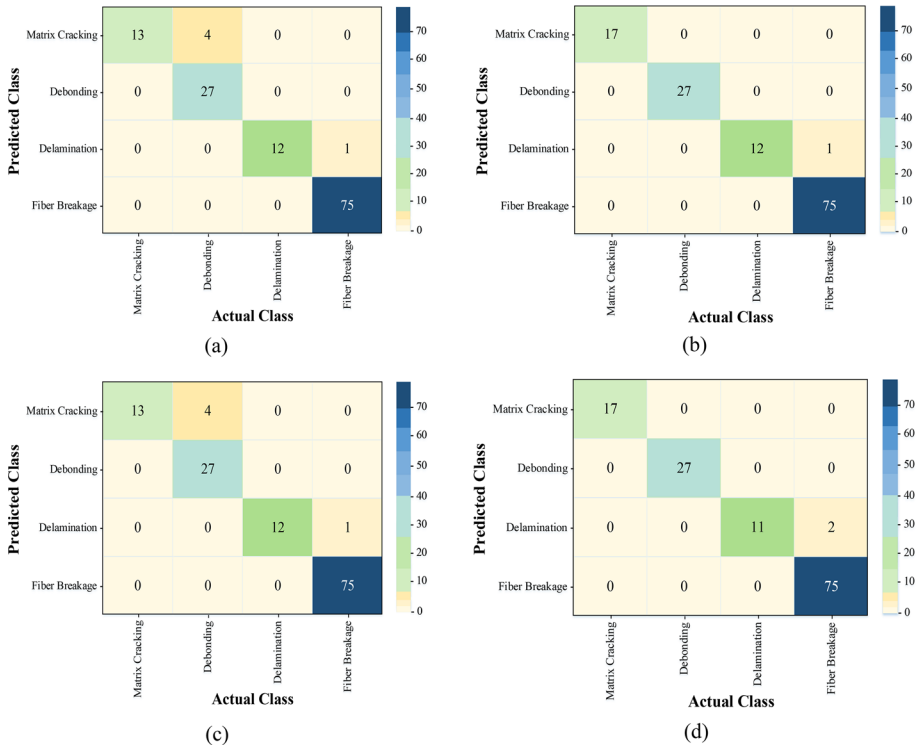 Predicted Class
Matrix Cracking 13 4 0 0
Debonding 0 27 0 0
Delamination 0 0 12 1
Fiber Breakage 0 0 0 75
Matrix Cracking
Debonding
Delamination
Fiber Breakage
Actual Class
70
60
50
40
30
20
10
0
(a)
Predicted Class
Matrix Cracking 17 0 0 0
Debonding 0 27 0 0
Delamination 0 0 12 1
Fiber Breakage 0 0 0 75
Matrix Cracking
Debonding
Delamination
Fiber Breakage
Actual Class
70
60
50
40
30
20
10
0
(b)
Predicted Class
Matrix Cracking 13 4 0 0
Debonding 0 27 0 0
Delamination 0 0 12 1
Fiber Breakage 0 0 0 75
Matrix Cracking
Debonding
Delamination
Fiber Breakage
Actual Class
70
60
50
40
30
20
10
0
(c)
Predicted Class
Matrix Cracking 17 0 0 0
Debonding 0 27 0 0
Delamination 0 0 11 2
Fiber Breakage 0 0 0 75
Matrix Cracking
Debonding
Delamination
Fiber Breakage
Actual Class
70
60
50
40
30
20
10
0
(d)